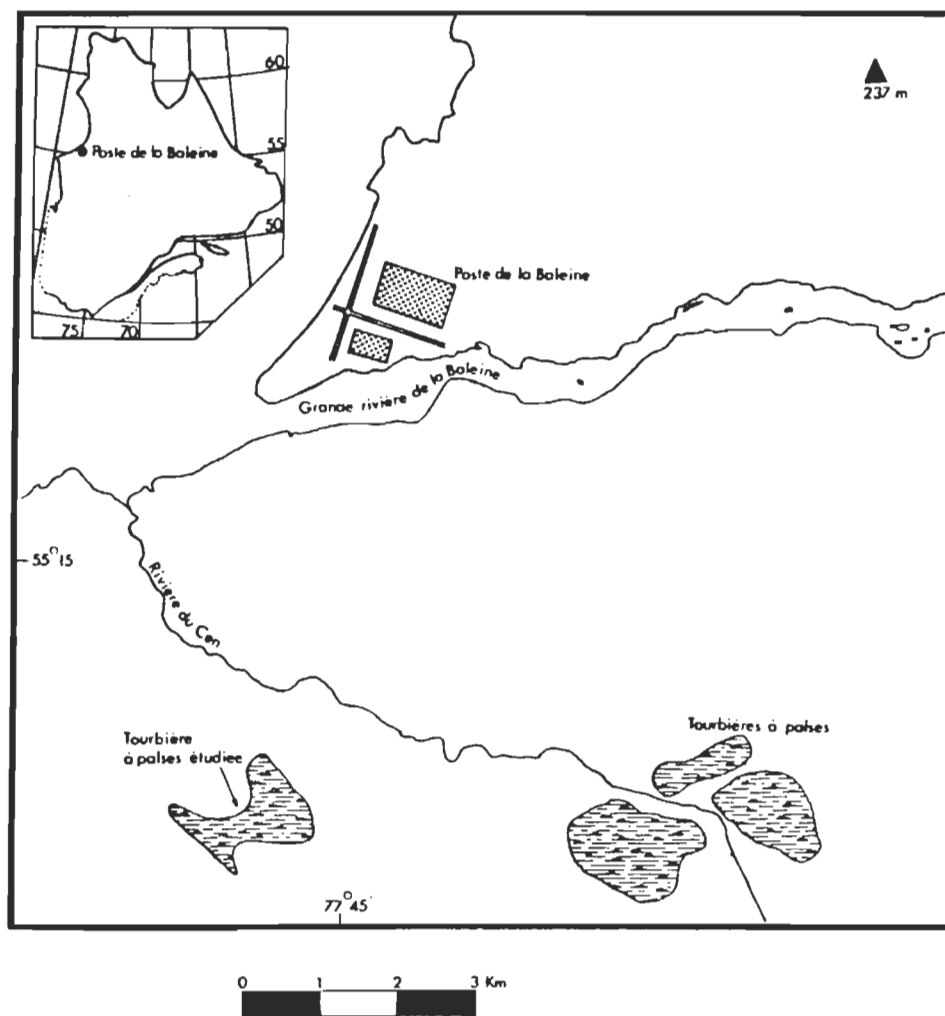 60
55
Poste de la Baleine
50
75
70
237 m
Poste de la Baleine
Grande rivière de la Baleine
55°15
Rivière du Cen
Tourbière
à palses étudiee
Tourbières à palses
77°45
0 1 2 3 Km